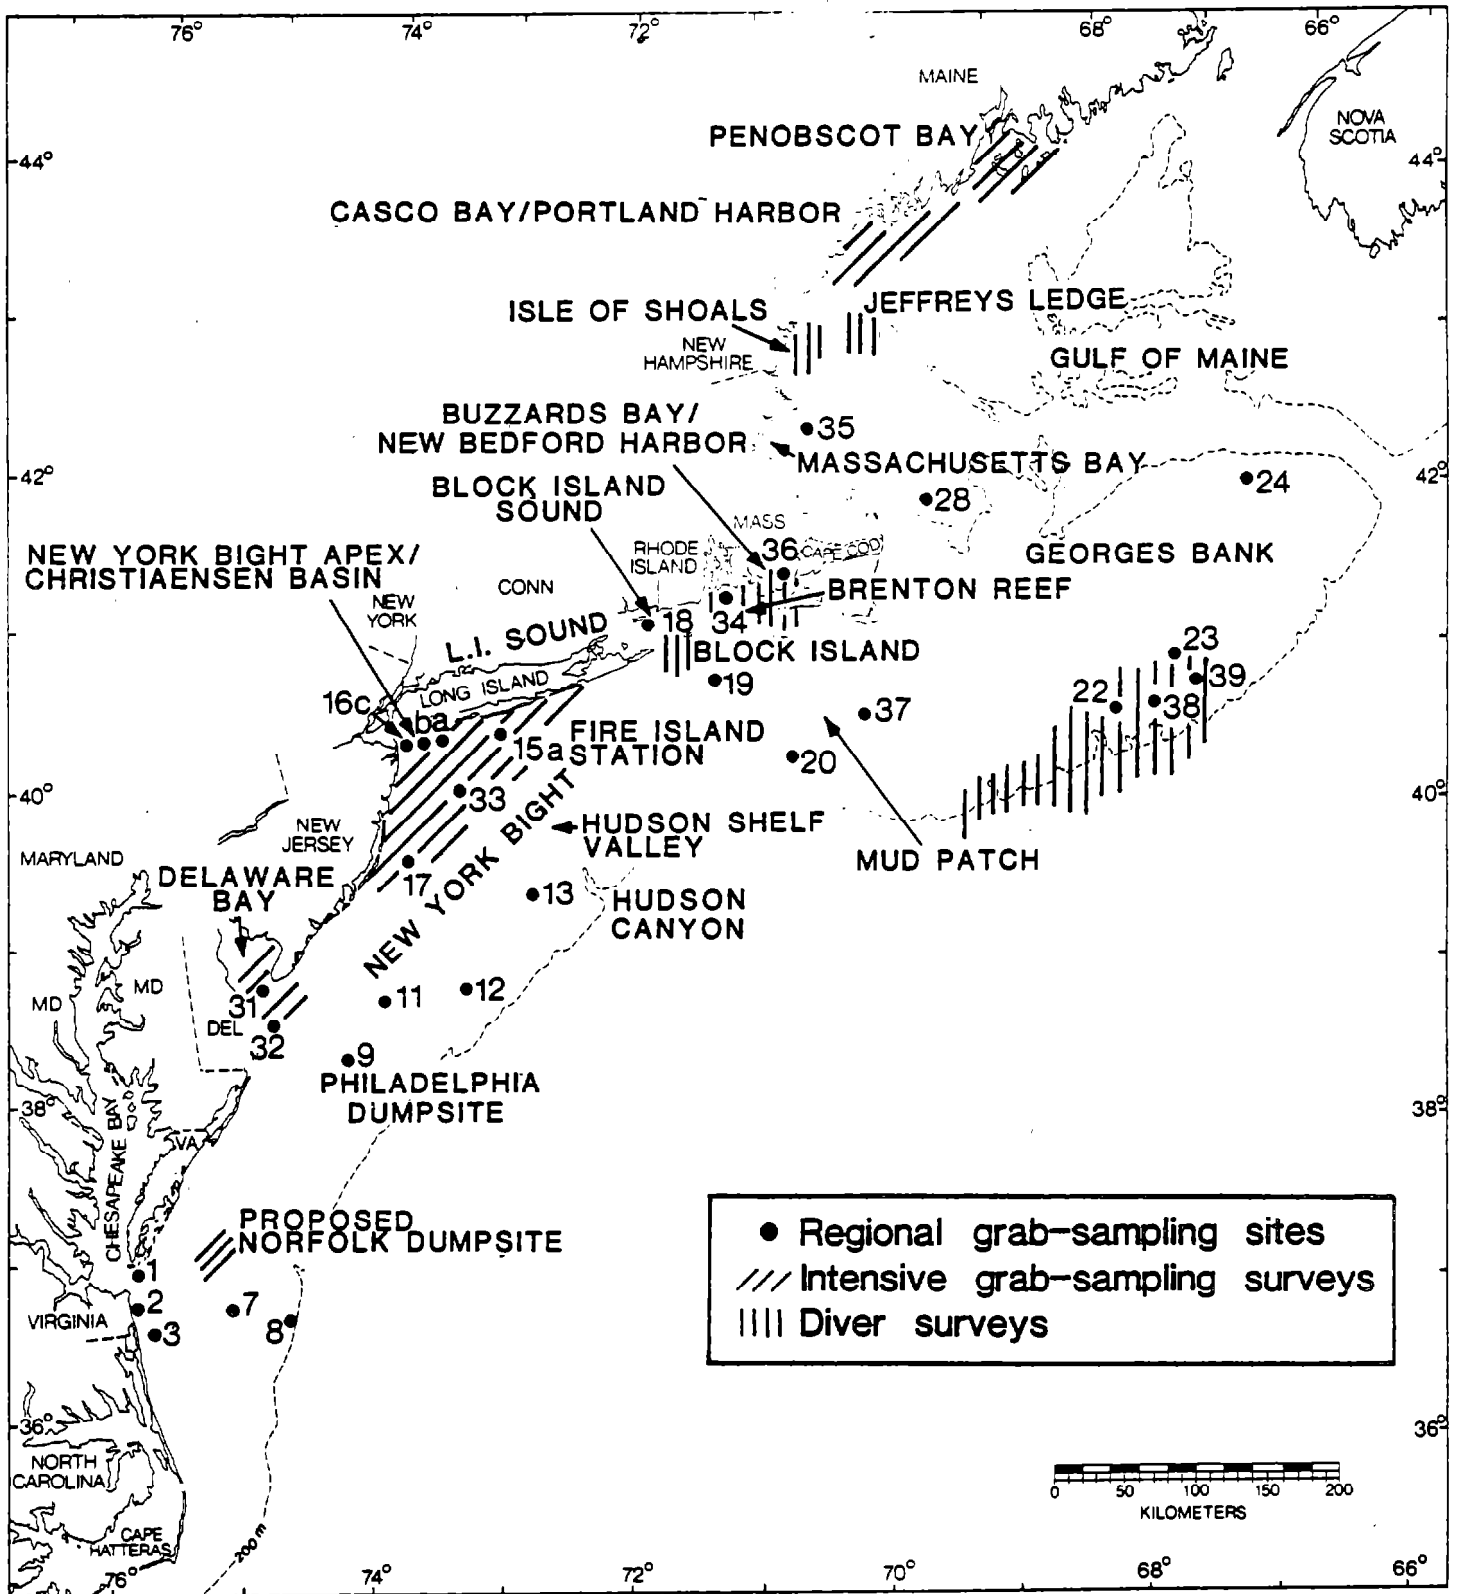 76° 74° 72° 68° 66°
MAINE
NOVA
SCOTIA
PENOBSCOT BAY
44° 44°
CASCO BAY/PORTLAND HARBOR
JEFFREYS LEDGE
ISLE OF SHOALS
NEW
HAMPSHIRE
GULF OF MAINE
BUZZARDS BAY/
NEW BEDFORD HARBOR
35
MASSACHUSETTS BAY
42° 42°
24
BLOCK ISLAND
SOUND
28
MASS
RHODE
ISLAND
36
CAPE COD
GEORGES BANK
NEW YORK BIGHT APEX/
CHRISTIAENSEN BASIN
CONN
BRENTON REEF
NEW
YORK
L.I. SOUND
18
34
BLOCK ISLAND
23
39
LONG ISLAND
19
22
38
16c
ba
37
15a
FIRE ISLAND
STATION
20
40° 40°
33
NEW
JERSEY
HUDSON SHELF
VALLEY
MUD PATCH
MARYLAND
DELAWARE
BAY
17
NEW YORK BIGHT
13
HUDSON
CANYON
MD
MD
31
11
12
DEL
32
9
PHILADELPHIA
DUMPSITE
38° 38°
CHESAPEAKE BAY
VA
PROPOSED
NORFOLK DUMPSITE
1
2
3
7
8
VIRGINIA
Regional grab-sampling sites
Intensive grab-sampling surveys
Diver surveys
36° 36°
NORTH
CAROLINA
0 50 100 150 200
KILOMETERS
CAPE
HATTERAS
200 m
76° 74° 72° 70° 68° 66°